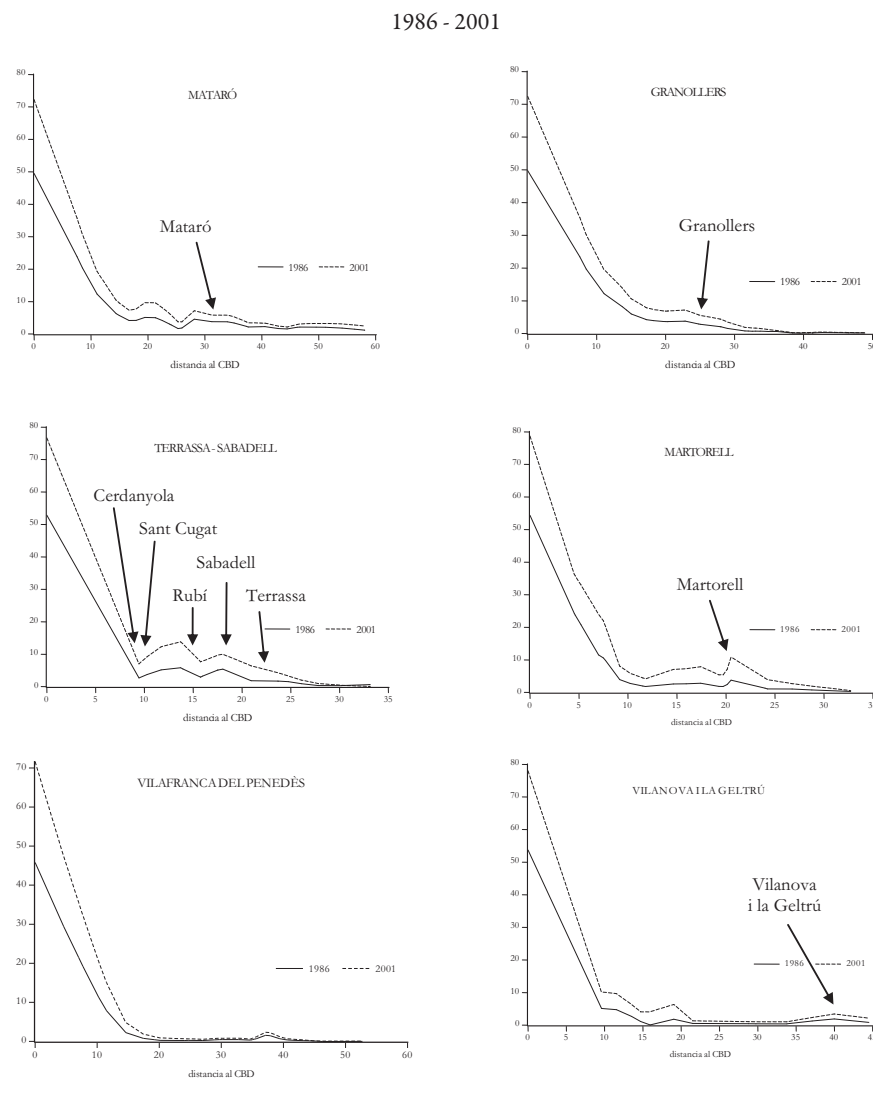 1986 - 2001
MATARÓ
80
70
60
50
40
30
20
10
0
Mataró
1986
2001
0 10 20 30 40 50 60
distancia al CBD
GRANOLLERS
80
70
60
50
40
30
20
10
0
Granollers
1986
2001
0 10 20 30 40
distancia al CBD
TERRASSA - SABADELL
80
70
60
50
40
30
20
10
0
Cerdanyola
Sant Cugat
Sabadell
Rubí
Terrassa
1986
2001
0 5 10 15 20 25 30 35
distancia al CBD
MARTORELL
80
70
60
50
40
30
20
10
0
Martorell
1986
2001
0 5 10 15 20 25 30
distancia al CBD
VILAFRANCA DEL PENEDÈS
70
60
50
40
30
20
10
0
1986
2001
0 10 20 30 40 50 60
distancia al CBD
VILANOVA I LA GELTRÚ
80
70
60
50
40
30
20
10
0
Vilanova
i la Geltrú
1986
2001
0 5 10 15 20 25 30 35 40
distancia al CBD